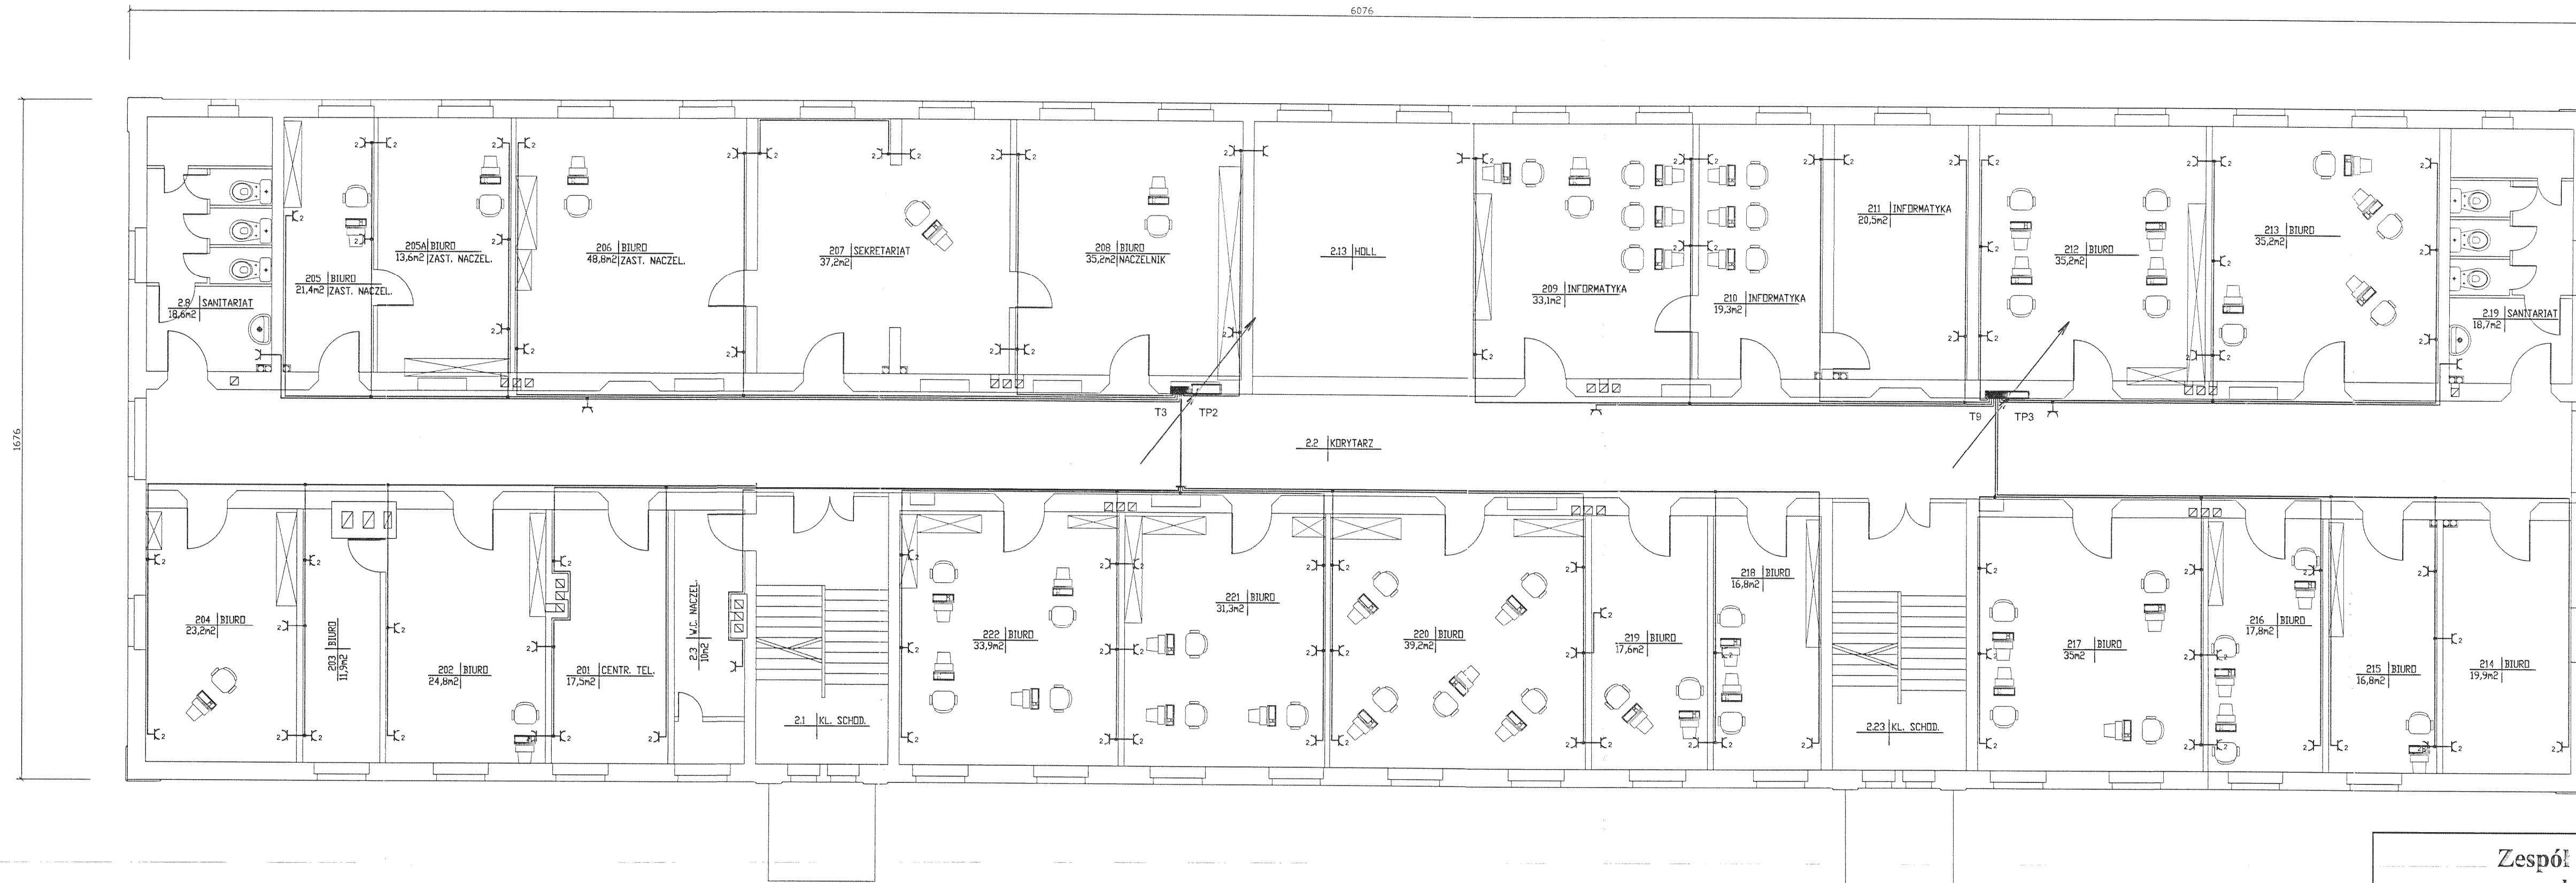 6076
1676
205A BIURO
13,6m2 ZAST. NACZEL.
206 BIURO
48,8m2 ZAST. NACZEL.
207 SEKRETARIAT
37,2m2
208 BIURO
35,2m2 NACZELNIK
2.13 HOLL
209 INFORMATYKA
33,1m2
210 INFORMATYKA
19,3m2
211 INFORMATYKA
20,5m2
212 BIURO
35,2m2
213 BIURO
35,2m2
205 BIURO
21,4m2 ZAST. NACZEL.
2.8 SANITARIAT
18,6m2
2.19 SANITARIAT
18,7m2
T3 TP2
T9 TP3
2.2 KORYTARZ
204 BIURO
23,2m2
203 BIURO
11,9m2
202 BIURO
24,8m2
201 CENTR. TEL.
17,5m2
2.3 W.C. NACZEL.
10m2
2.1 KL. SCHOD.
222 BIURO
33,9m2
221 BIURO
31,3m2
220 BIURO
39,2m2
219 BIURO
17,6m2
218 BIURO
16,8m2
2.23 KL. SCHOD.
217 BIURO
35m2
216 BIURO
17,8m2
215 BIURO
16,8m2
214 BIURO
19,9m2
Zespół